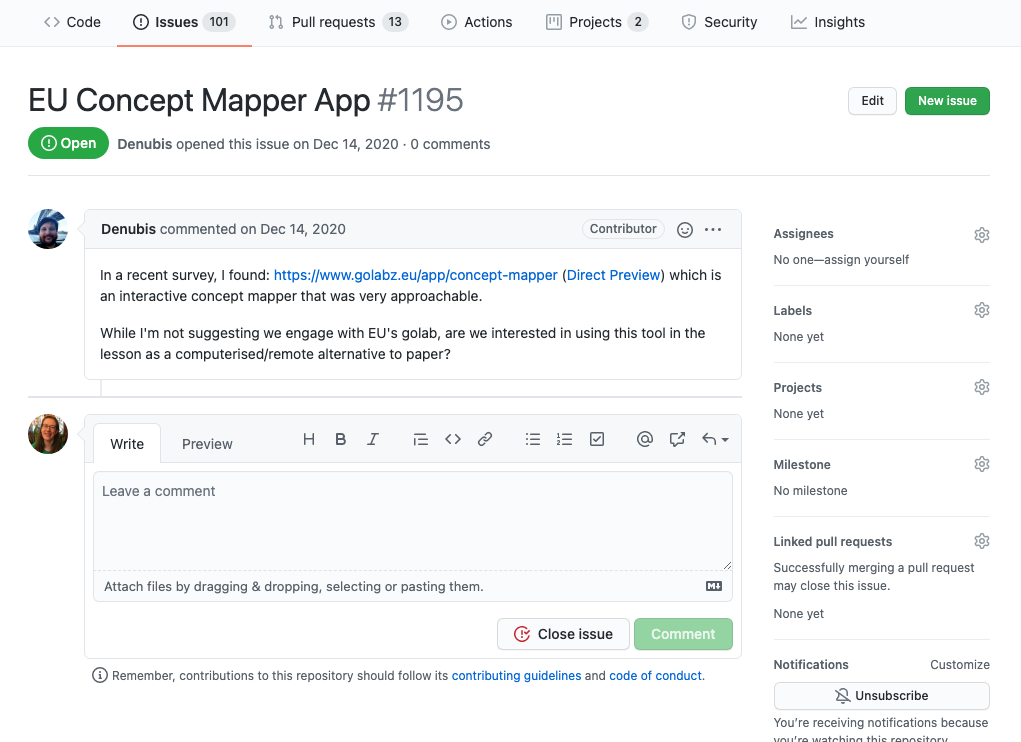 Code Issues 101 Pull requests 13 Actions Projects 2 Security Insights
EU Concept Mapper App #1195
Edit New issue
Open Denubis opened this issue on Dec 14, 2020 · 0 comments
Denubis commented on Dec 14, 2020 Contributor
In a recent survey, I found: https://www.golabz.eu/app/concept-mapper (Direct Preview) which is
an interactive concept mapper that was very approachable.
While I'm not suggesting we engage with EU's golab, are we interested in using this tool in the
lesson as a computerised/remote alternative to paper?
Write Preview
Leave a comment
Attach files by dragging & dropping, selecting or pasting them.
Close issue Comment
Remember, contributions to this repository should follow its contributing guidelines and code of conduct.
Assignees
No one—assign yourself
Labels
None yet
Projects
None yet
Milestone
No milestone
Linked pull requests
Successfully merging a pull request
may close this issue.
None yet
Notifications Customize
Unsubscribe
You're receiving notifications because
you're watching this repository.